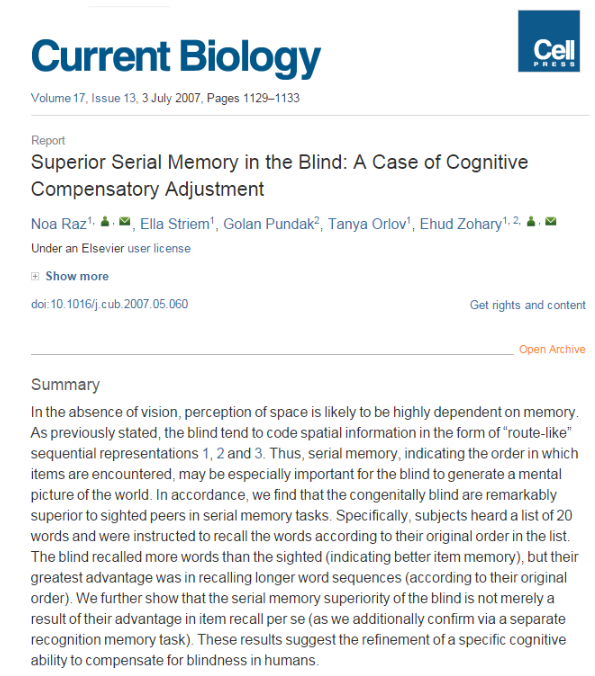 Current Biology
Cell
PRESS
Volume 17, Issue 13, 3 July 2007, Pages 1129–1133
Report
Superior Serial Memory in the Blind: A Case of Cognitive
Compensatory Adjustment
Noa Raz1, , Ella Striem1, Golan Pundak2, Tanya Orlov1, Ehud Zohary1, 2,
Under an Elsevier user license
Show more
doi:10.1016/j.cub.2007.05.060
Get rights and content
Open Archive
Summary
In the absence of vision, perception of space is likely to be highly dependent on memory.
As previously stated, the blind tend to code spatial information in the form of “route-like”
sequential representations 1, 2 and 3. Thus, serial memory, indicating the order in which
items are encountered, may be especially important for the blind to generate a mental
picture of the world. In accordance, we find that the congenitally blind are remarkably
superior to sighted peers in serial memory tasks. Specifically, subjects heard a list of 20
words and were instructed to recall the words according to their original order in the list.
The blind recalled more words than the sighted (indicating better item memory), but their
greatest advantage was in recalling longer word sequences (according to their original
order). We further show that the serial memory superiority of the blind is not merely a
result of their advantage in item recall per se (as we additionally confirm via a separate
recognition memory task). These results suggest the refinement of a specific cognitive
ability to compensate for blindness in humans.